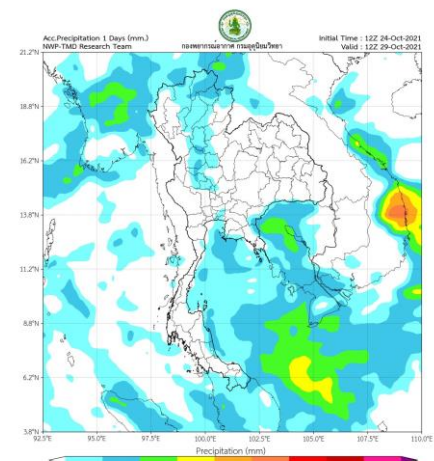 Acc.Precipitation 1 Days (mm.)
Initial Time : 12Z 24-Oct-2021
NWP-TMD Research Team
กองพยากรณ์อากาศ กรมอุตุนิยมวิทยา
Valid : 12Z 29-Oct-2021
21.2°N
18.8°N
16.2°N
13.8°N
11.2°N
8.8°N
6.2°N
3.8°N
92.5°E 95.0°E 97.5°E 100.0°E 102.5°E 105.0°E 107.5°E 110.0°E
Precipitation (mm)